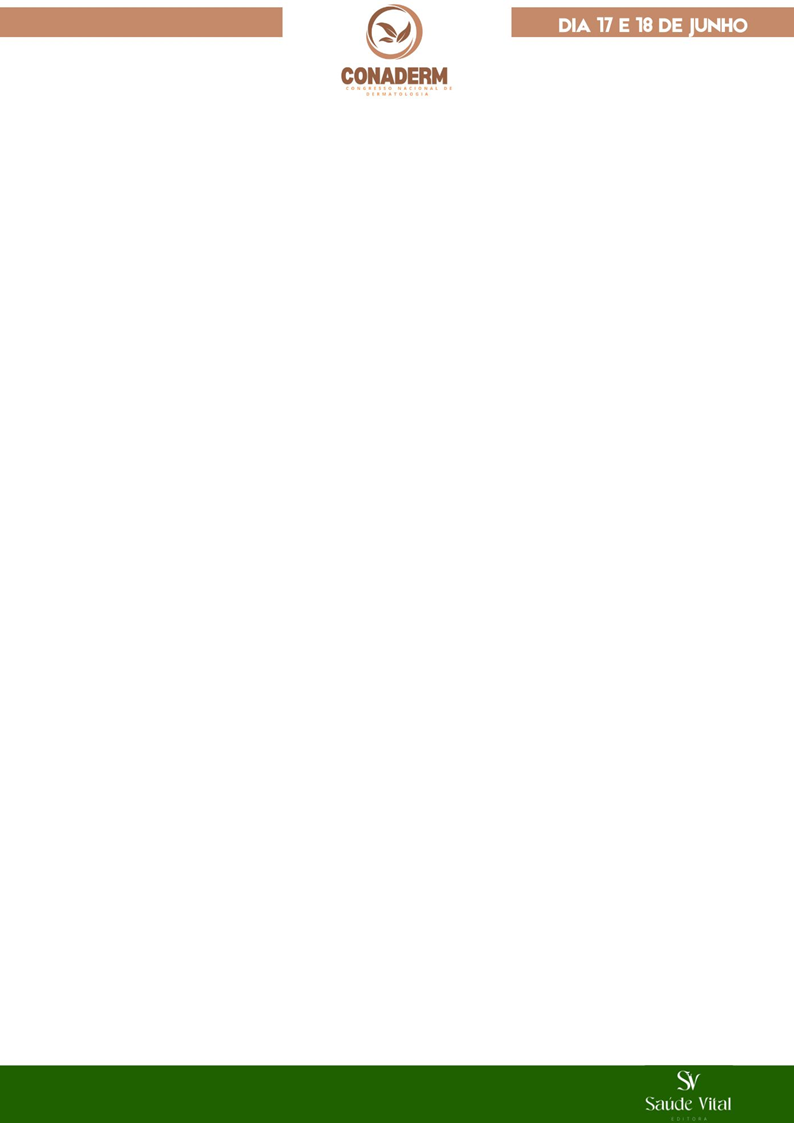 DIA 17 E 18 DE JUNHO
CONADERM
CONGRESSO NACIONAL DE
DERMATOLOGIA
SV
Saúde Vital
EDITORA